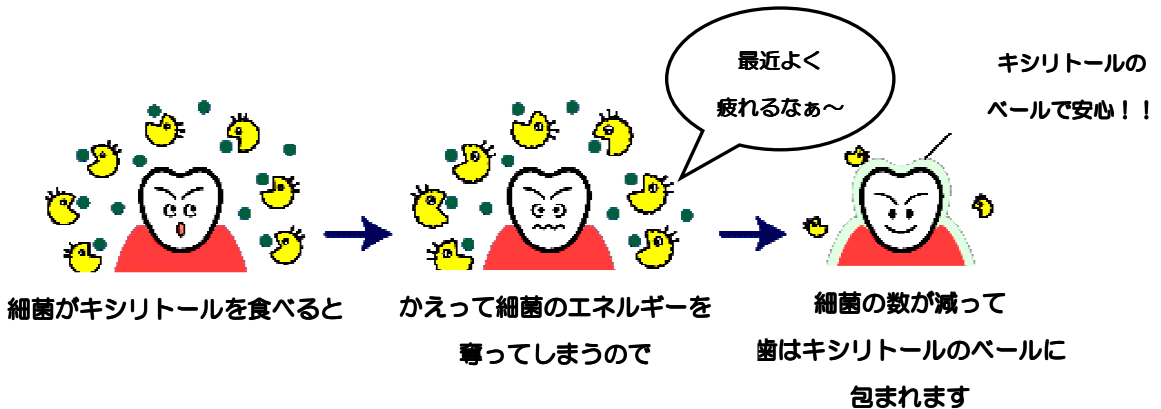 最近よく
疲れるなぁ～
キシリトールの
ベールで安心！！
細菌がキシリトールを食べると
かえって細菌のエネルギーを
奪ってしまうので
細菌の数が減って
歯はキシリトールのベールに
包まれます